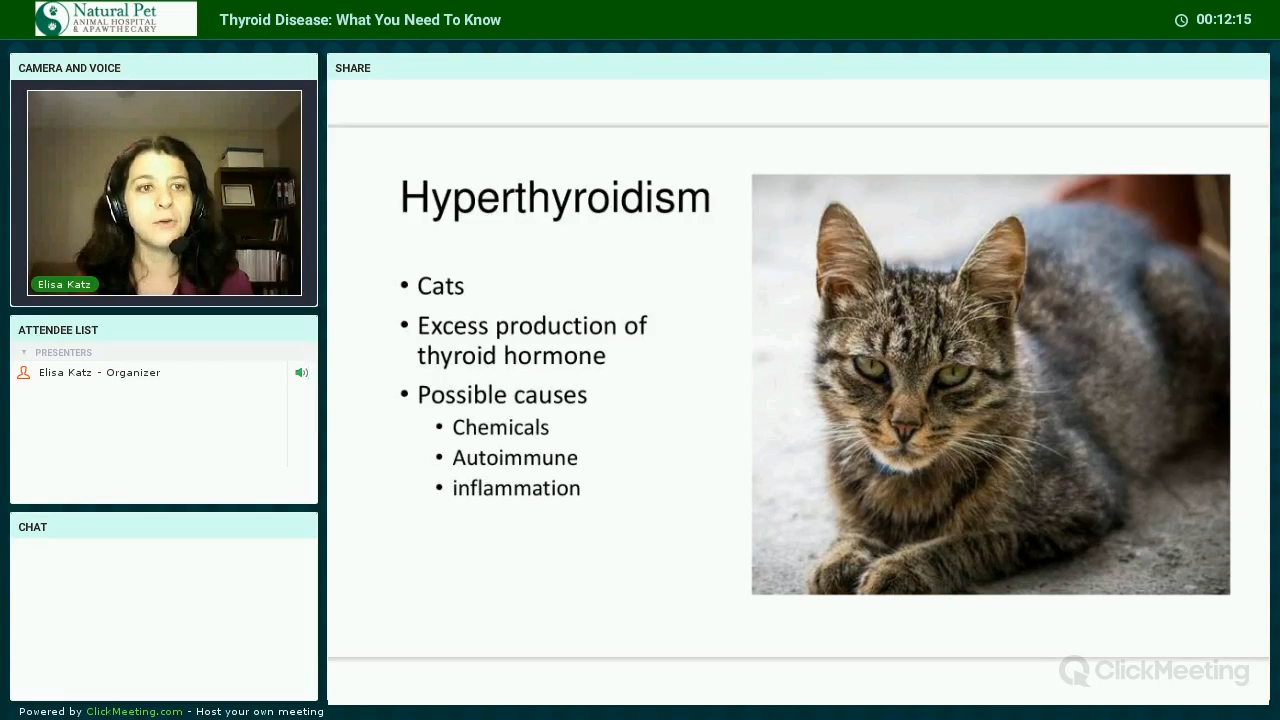 Natural Pet
ANIMAL HOSPITAL
& APAWTHECARY
Thyroid Disease: What You Need To Know
00:12:15
CAMERA AND VOICE
Elisa Katz
ATTENDEE LIST
PRESENTERS
Elisa Katz - Organizer
CHAT
SHARE
Hyperthyroidism
• Cats
• Excess production of
thyroid hormone
• Possible causes
• Chemicals
• Autoimmune
• inflammation
ClickMeeting
Powered by ClickMeeting.com - Host your own meeting